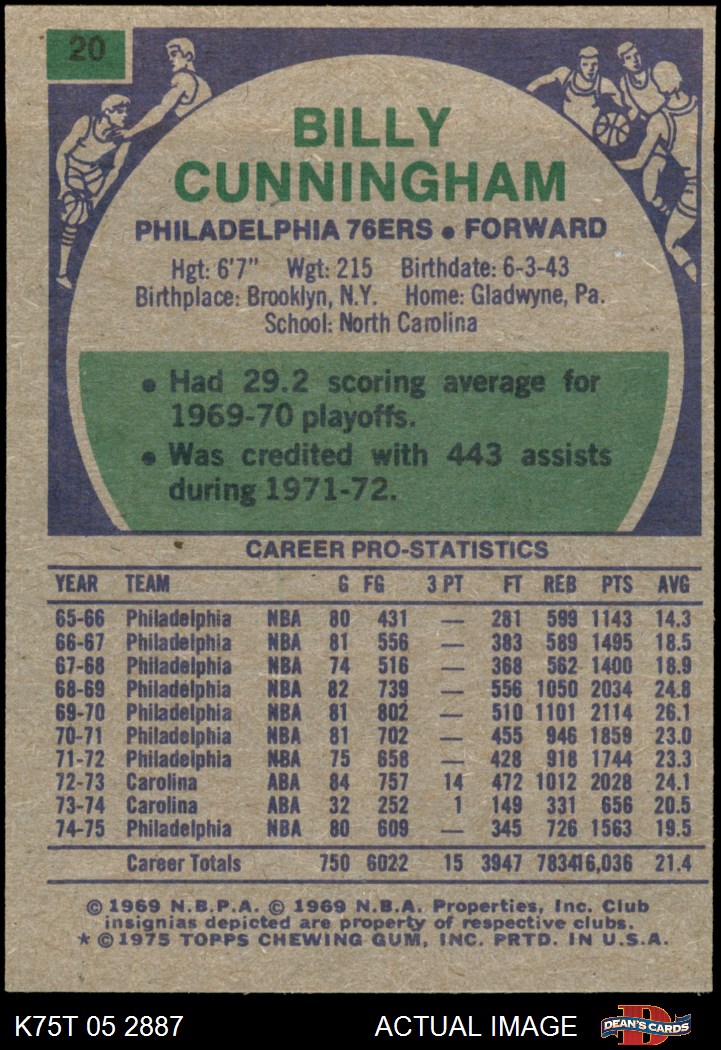 20
BILLY
CUNNINGHAM
PHILADELPHIA 76ERS ● FORWARD
Hgt: 6'7" Wgt: 215 Birthdate: 6-3-43
Birthplace: Brooklyn, N.Y. Home: Gladwyne, Pa.
School: North Carolina
● Had 29.2 scoring average for
1969-70 playoffs.
● Was credited with 443 assists
during 1971-72.
CAREER PRO-STATISTICS
YEAR TEAM G FG 3 PT FT REB PTS AVG
65-66 Philadelphia NBA 80 431 — 281 599 1143 14.3
66-67 Philadelphia NBA 81 556 — 383 589 1495 18.5
67-68 Philadelphia NBA 74 516 — 368 562 1400 18.9
68-69 Philadelphia NBA 82 739 — 556 1050 2034 24.8
69-70 Philadelphia NBA 81 802 — 510 1101 2114 26.1
70-71 Philadelphia NBA 81 702 — 455 946 1859 23.0
71-72 Philadelphia NBA 75 658 — 428 918 1744 23.3
72-73 Carolina ABA 84 757 14 472 1012 2028 24.1
73-74 Carolina ABA 32 252 1 149 331 656 20.5
74-75 Philadelphia NBA 80 609 — 345 726 1563 19.5
Career Totals 750 6022 15 3947 7834 16,036 21.4
© 1969 N.B.P.A. © 1969 N.B.A. Properties, Inc. Club
insignias depicted are property of respective clubs.
* © 1975 TOPPS CHEWING GUM, INC. PRTD. IN U.S.A.
K75T 05 2887 ACTUAL IMAGE DEAN'S CARDS